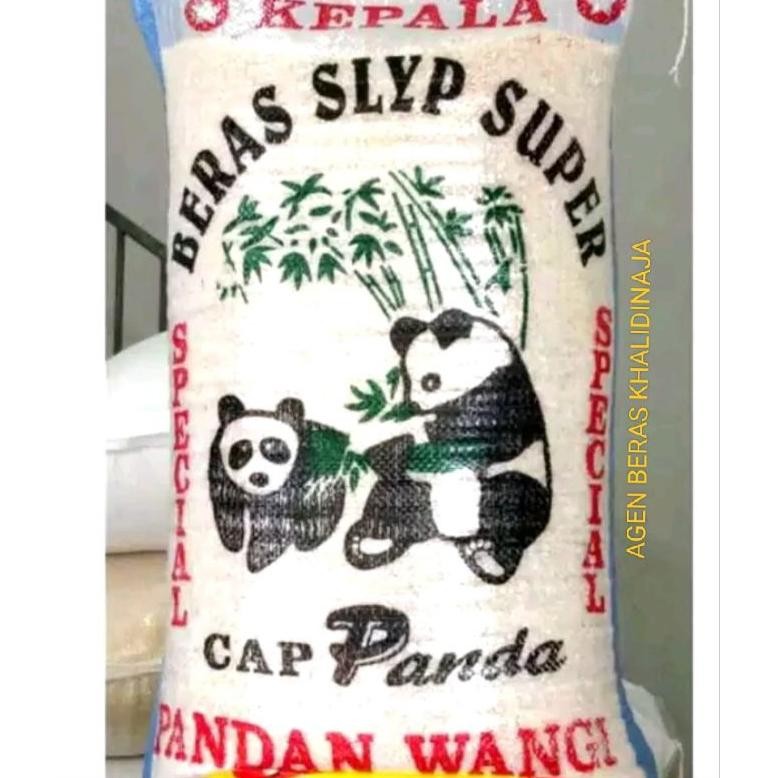 KEPALA
BERAS SLYP SUPER
SPECIAL
SPECIAL
CAP Panda
PANDAN WANGI
AGEN BERAS KHALIDINAJA